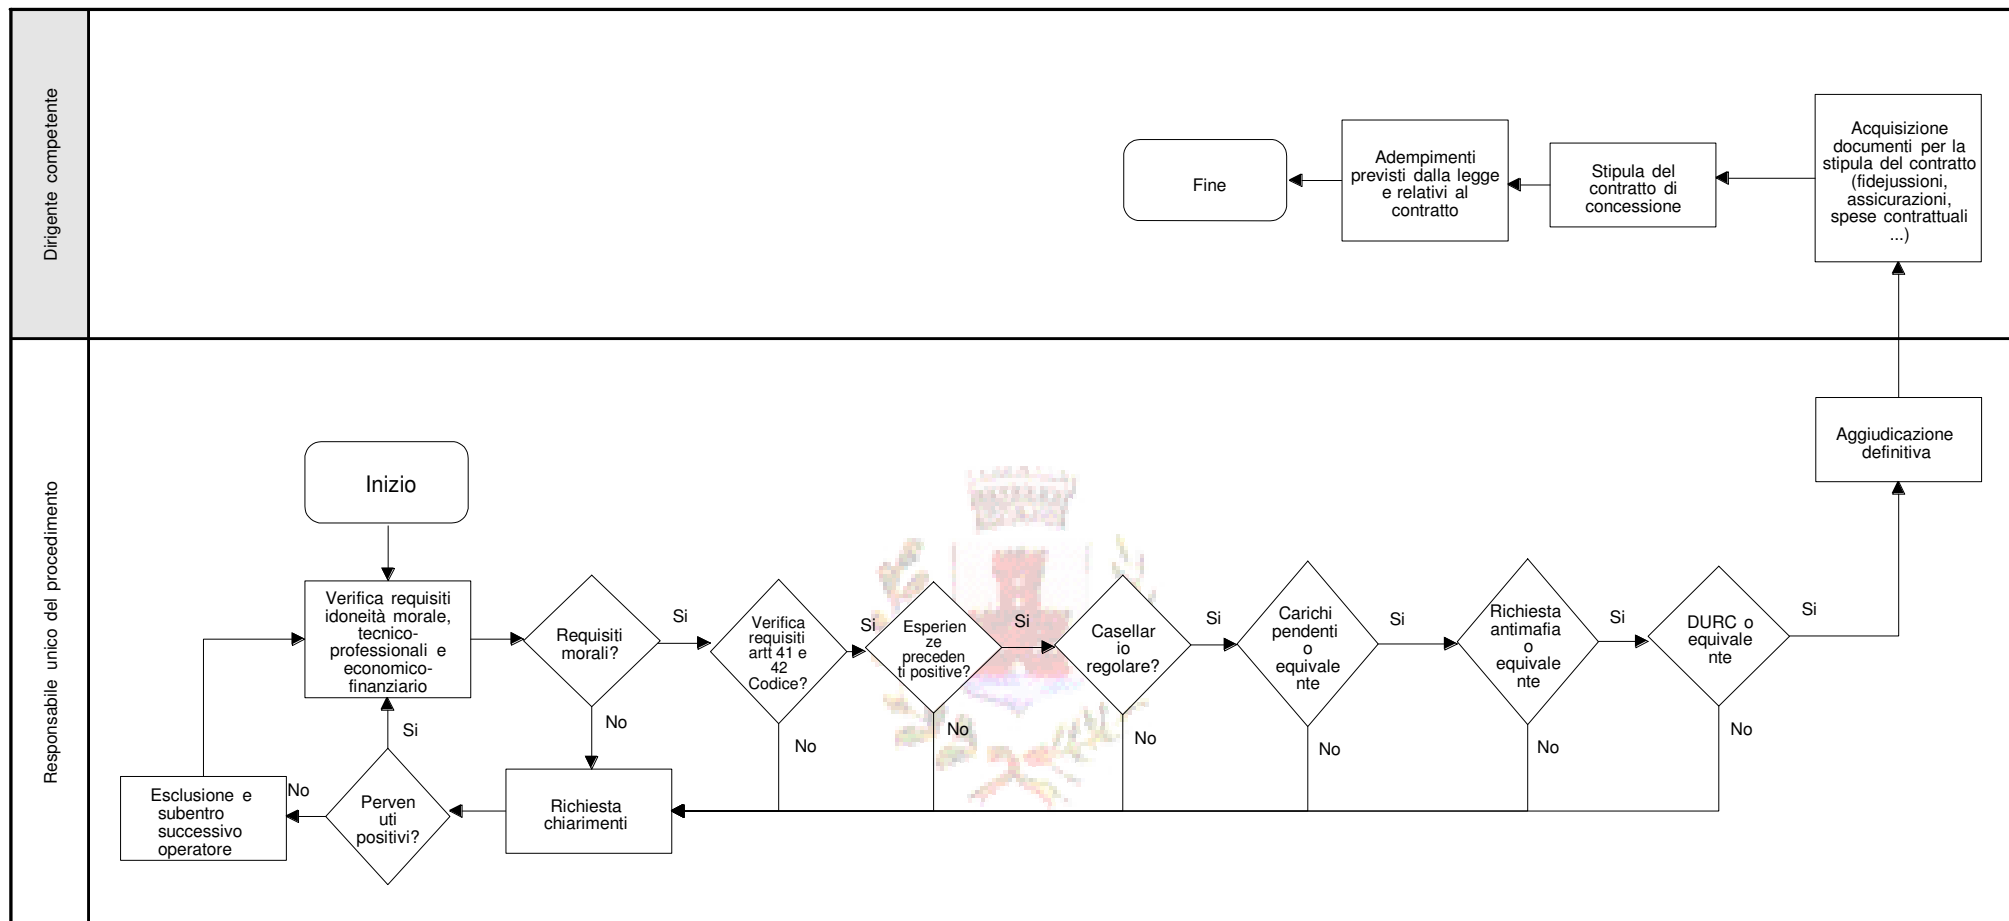 Dirigente competente
Fine
Adempimenti
previsti dalla legge
e relativi al
contratto
Stipula del
contratto di
concessione
Acquisizione
documenti per la
stipula del contratto
(fidejussioni,
assicurazioni,
spese contrattuali
...)
Responsabile unico del procedimento
Aggiudicazione
definitiva
Inizio
Verifica requisiti
idoneità morale,
tecnico-
professionali e
economico-
finanziario
Requisiti
morali?
Si
No
Verifica
requisiti
artt 41 e
42
Codice?
Si
No
Esperien
ze
preceden
ti positive?
Si
No
Casellar
io
regolare?
Si
No
Carichi
pendenti
o
equivale
nte
Si
No
Richiesta
antimafia
o
equivale
nte
Si
No
DURC o
equivale
nte
Si
No
Richiesta
chiarimenti
Perven
uti
positivi?
Si
No
Esclusione e
subentro
successivo
operatore